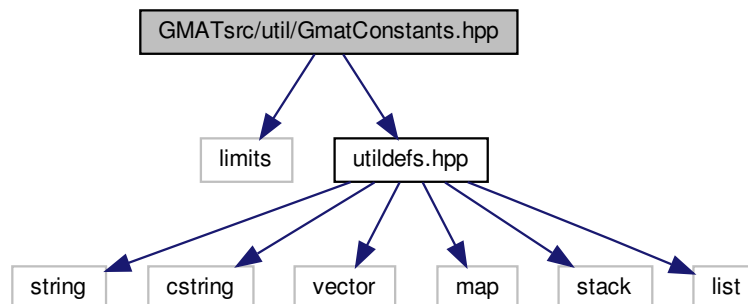 GMATsrc/util/GmatConstants.hpp
limits
utildefs.hpp
string
cstring
vector
map
stack
list